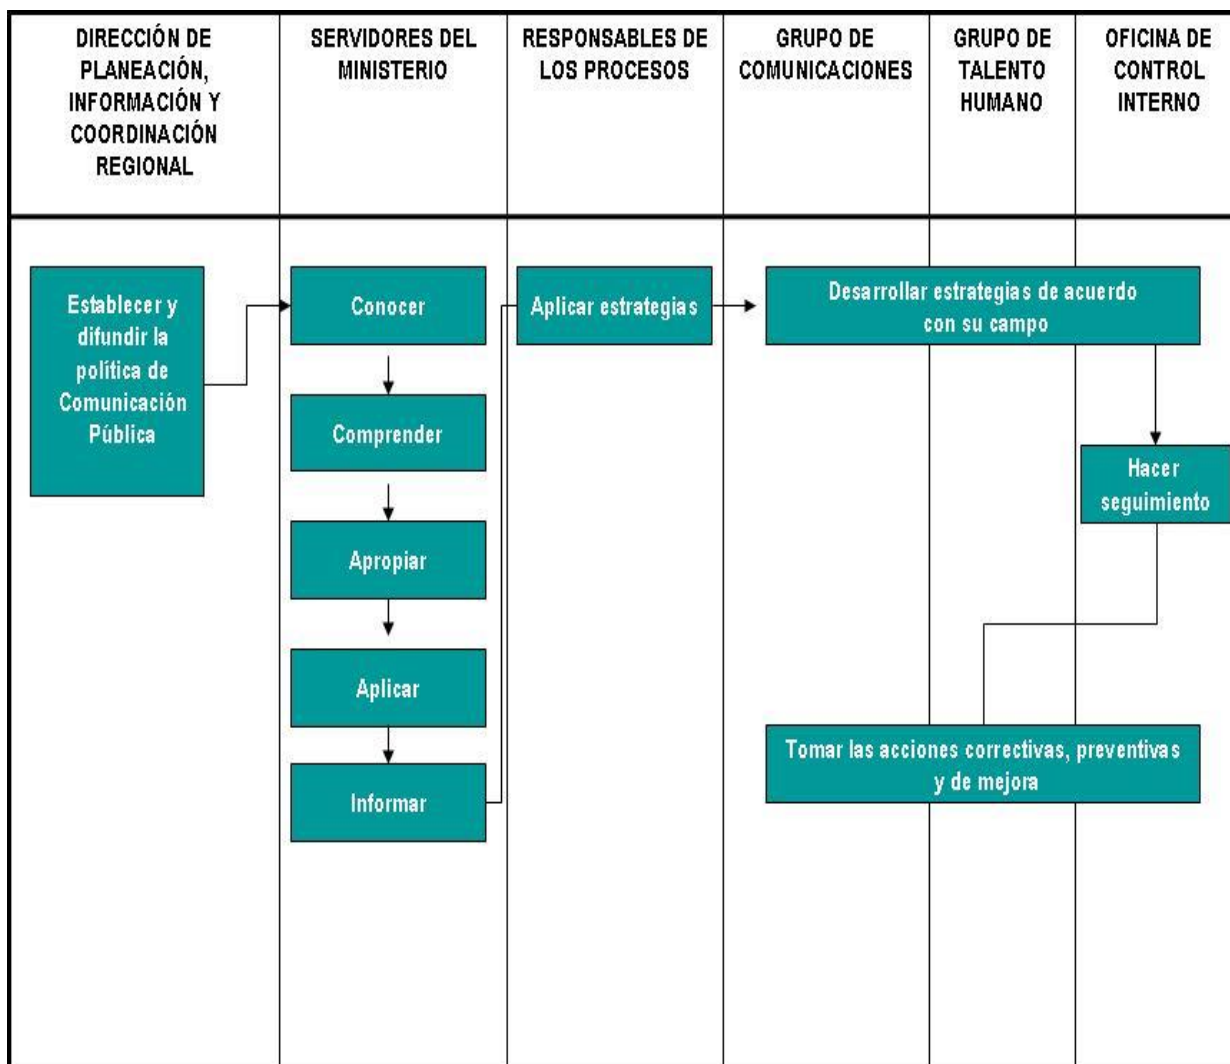 DIRECCIÓN DE
PLANEACIÓN,
INFORMACIÓN Y
COORDINACIÓN
REGIONAL
SERVIDORES DEL
MINISTERIO
RESPONSABLES DE
LOS PROCESOS
GRUPO DE
COMUNICACIONES
GRUPO DE
TALENTO
HUMANO
OFICINA DE
CONTROL
INTERNO
Establecer y
difundir la
política de
Comunicación
Pública
Conocer
Comprender
Apropiar
Aplicar
Informar
Aplicar estrategias
Desarrollar estrategias de acuerdo
con su campo
Hacer
seguimiento
Tomar las acciones correctivas, preventivas
y de mejora